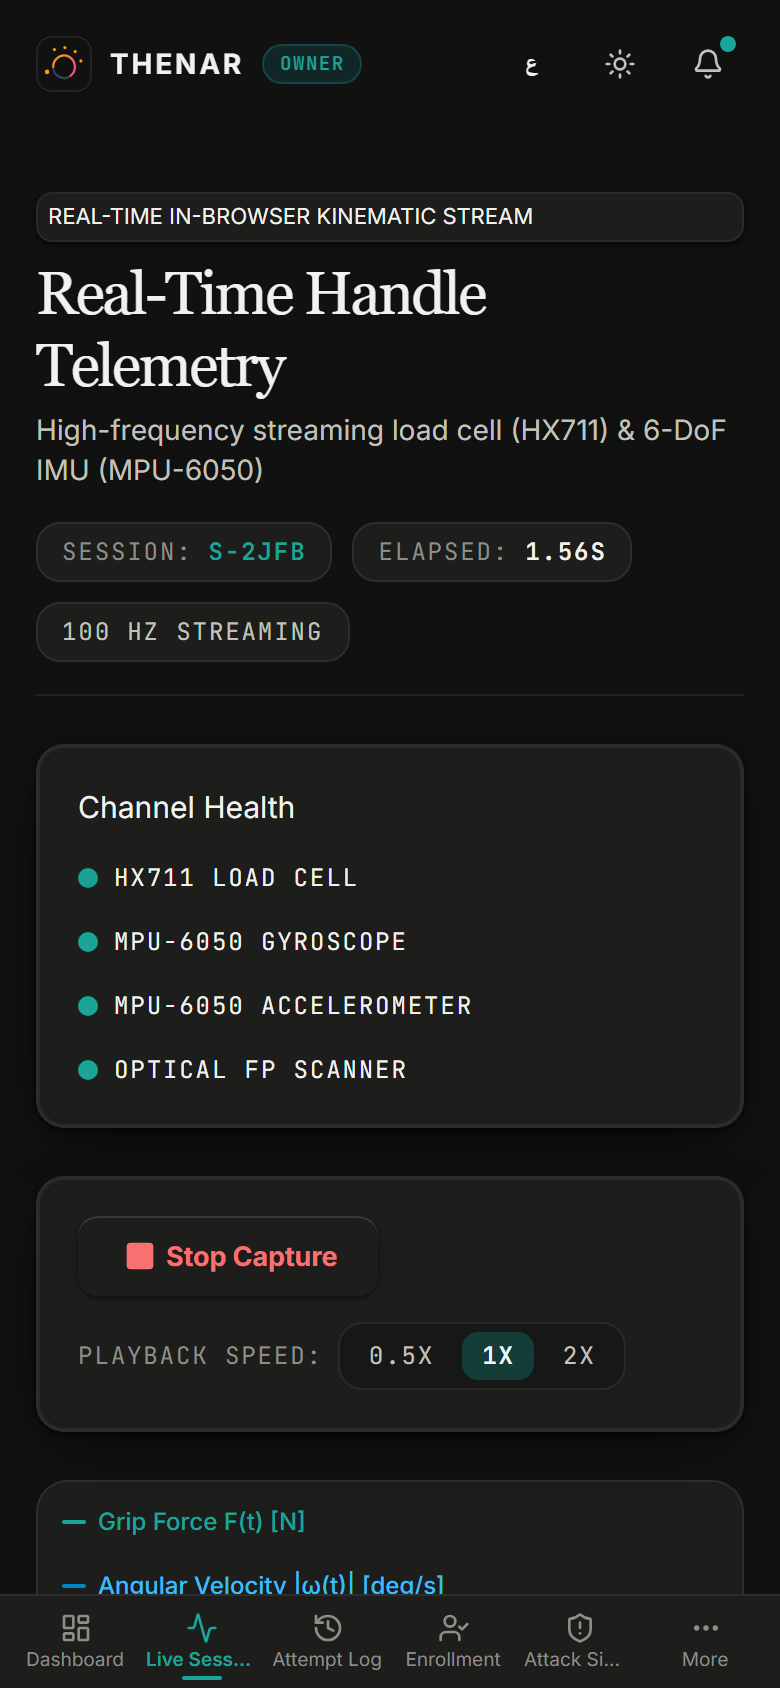 THENAR OWNER ع
REAL-TIME IN-BROWSER KINEMATIC STREAM
Real-Time Handle
Telemetry
High-frequency streaming load cell (HX711) & 6-DoF
IMU (MPU-6050)
SESSION: S-2JFB ELAPSED: 1.56S
100 HZ STREAMING
Channel Health
HX711 LOAD CELL
MPU-6050 GYROSCOPE
MPU-6050 ACCELEROMETER
OPTICAL FP SCANNER
Stop Capture
PLAYBACK SPEED: 0.5X 1X 2X
Grip Force F(t) [N]
Angular Velocity |ω(t)| [deg/s]
Dashboard Live Sess... Attempt Log Enrollment Attack Si... More